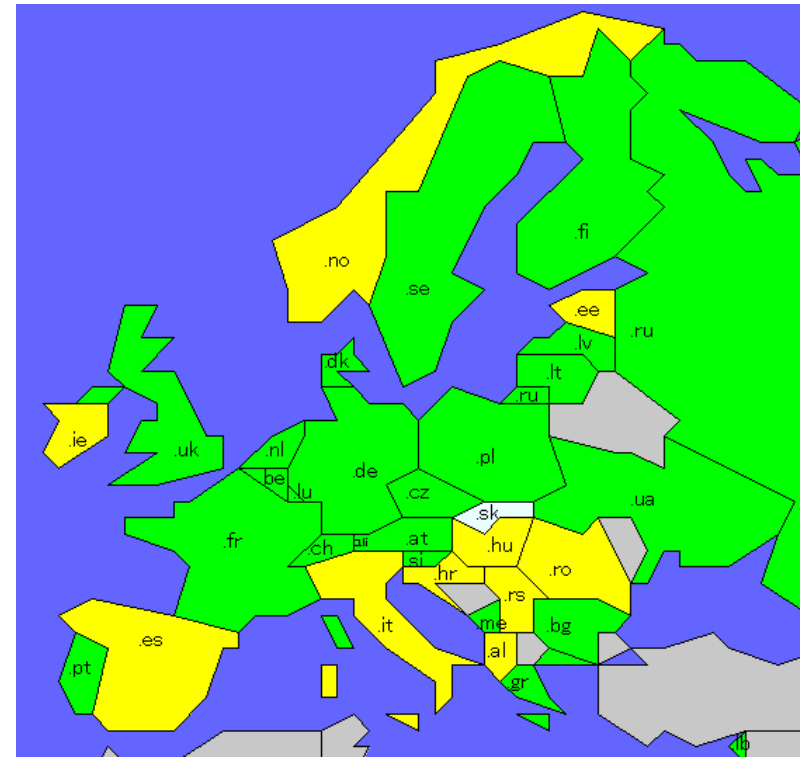 .fi
.no
.se
.ee
.ru
.lv
.dk
.lt
.ru
.ie
.uk
.nl
.de
.pl
be
.lu
.cz
.ua
.sk
.fr
.ch
.at
.hu
si
.hr
.ro
.rs
.es
.it
.me
.bg
.al
.pt
.gr
lb